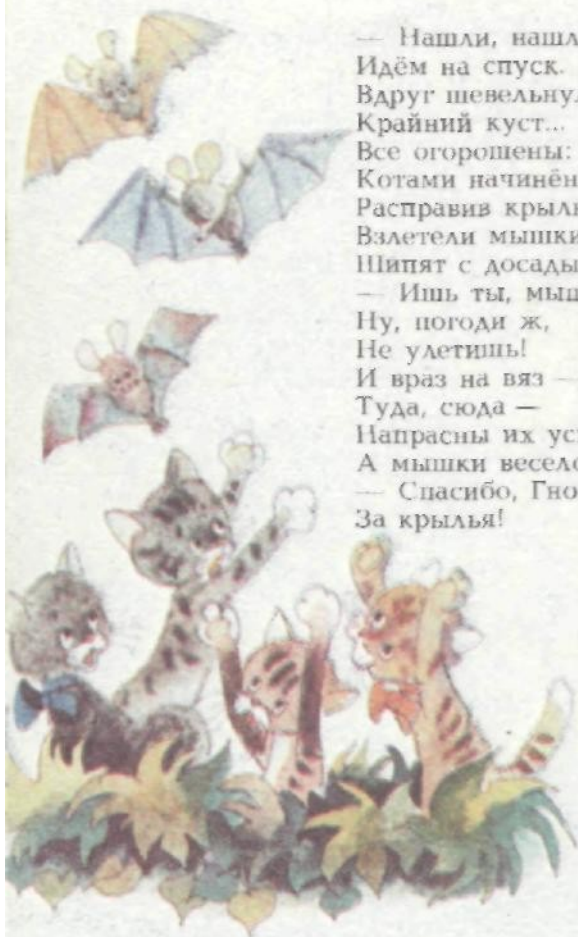 — Нашли, нашл
Идём на спуск.
Вдруг шевельнул
Крайний куст...
Все огорошены:
Котами начинён
Расправив крыль
Взлетели мышки
Шипят с досады
— Ишь ты, мыш
Ну, погоди ж,
Не улетишь!
И враз на вяз —
Туда, сюда —
Напрасны их ус
А мышки весело
— Спасибо, Гно
За крылья!